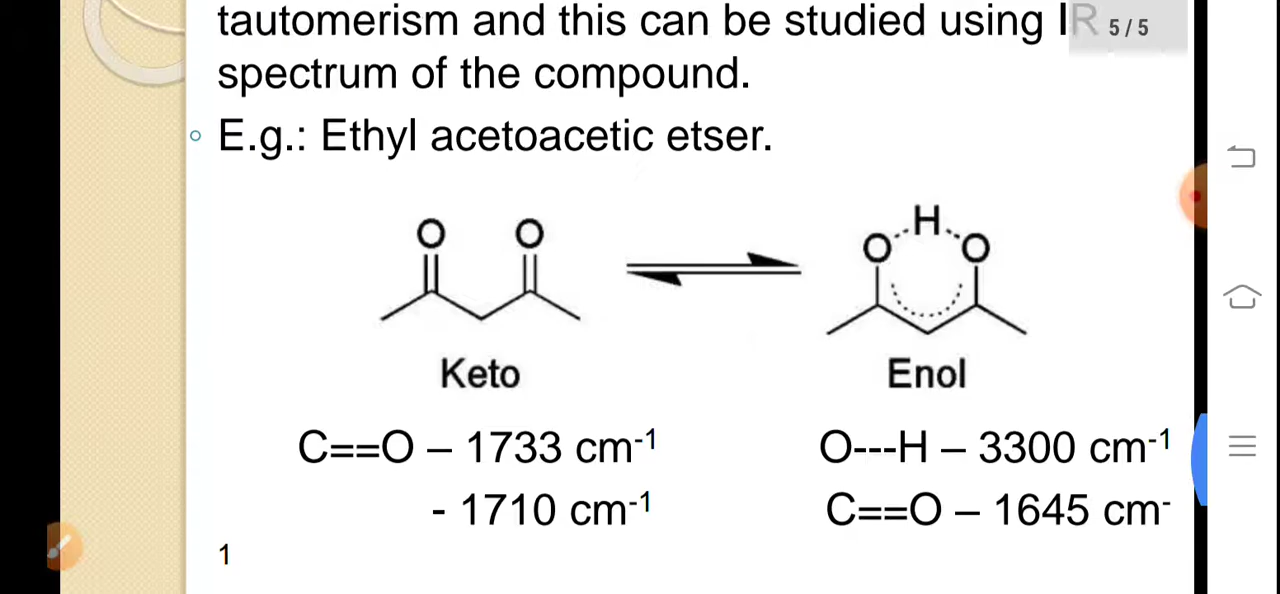 tautomerism and this can be studied using IR 5/5
spectrum of the compound.
E.g.: Ethyl acetoacetic etser.
H
O O O O
Keto Enol
C==O – 1733 cm-1 O---H – 3300 cm-1
- 1710 cm-1 C==O – 1645 cm-
1